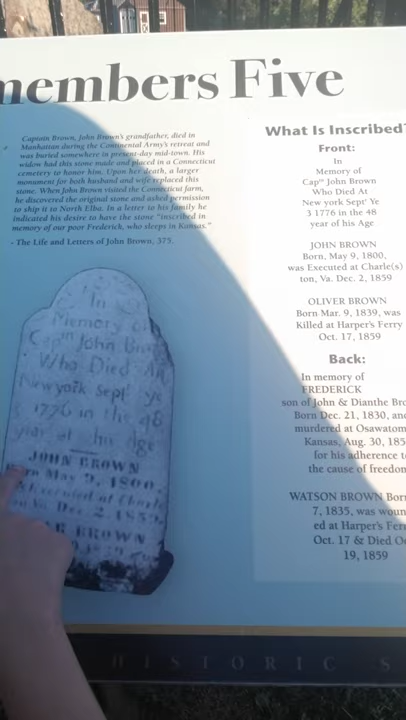 members Five
Captain Brown, John Brown's grandfather, died in
Manhattan during the Continental Army's retreat and
was buried somewhere in present-day mid-town. His
widow had this stone made and placed in a Connecticut
cemetery to honor him. Upon her death, a larger
monument for both husband and wife replaced this
stone. When John Brown visited the Connecticut farm,
he discovered the original stone and asked permission
to ship it to North Elba. In a letter to his family he
indicated his desire to have the stone "inscribed in
memory of our poor Frederick, who sleeps in Kansas."
- The Life and Letters of John Brown, 375.
In
Memory of
Capn John Br
Who Died At
New york Sept ye
3 1776 in the 48
year of his Age
JOHN BROWN
May 9, 1800
Executed at Charl
Va. Dec. 2, 1859
BROWN
What Is Inscribed?
Front:
In
Memory of
Capn John Brown
Who Died At
New york Sept' Ye
3 1776 in the 48
year of his Age
JOHN BROWN
Born, May 9, 1800,
was Executed at Charle(s)
ton, Va. Dec. 2, 1859
OLIVER BROWN
Born Mar. 9, 1839, was
Killed at Harper's Ferry
Oct. 17, 1859
Back:
In memory of
FREDERICK
son of John & Dianthe Bro
Born Dec. 21, 1830, and
murdered at Osawatom
Kansas, Aug. 30, 185
for his adherence t
the cause of freedom
WATSON BROWN Born
7, 1835, was woun
ed at Harper's Ferr
Oct. 17 & Died Oc
19, 1859
HISTORIC S